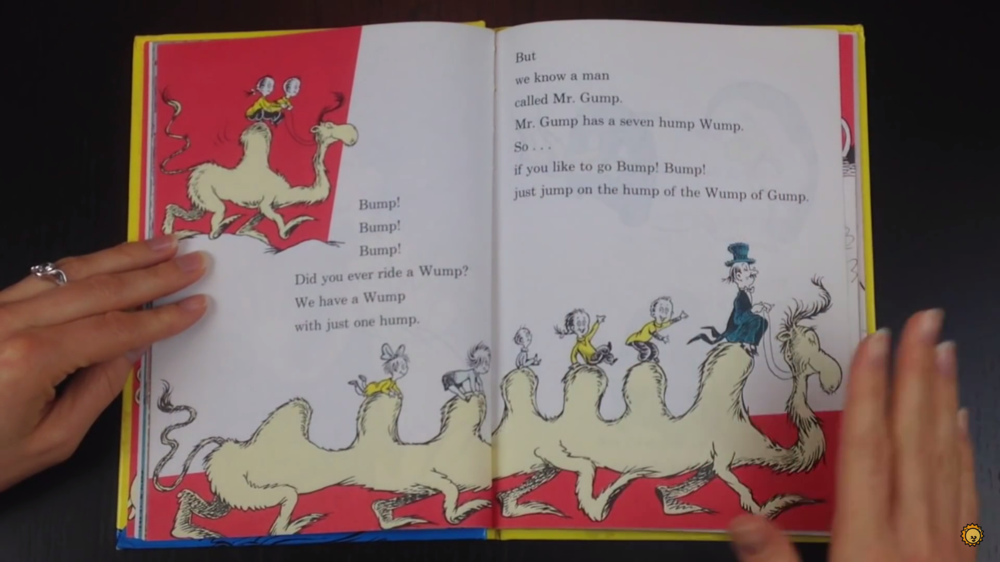 Bump!
Bump!
Bump!
Did you ever ride a Wump?
We have a Wump
with just one hump.
But
we know a man
called Mr. Gump.
Mr. Gump has a seven hump Wump.
So . . .
if you like to go Bump! Bump!
just jump on the hump of the Wump of Gump.